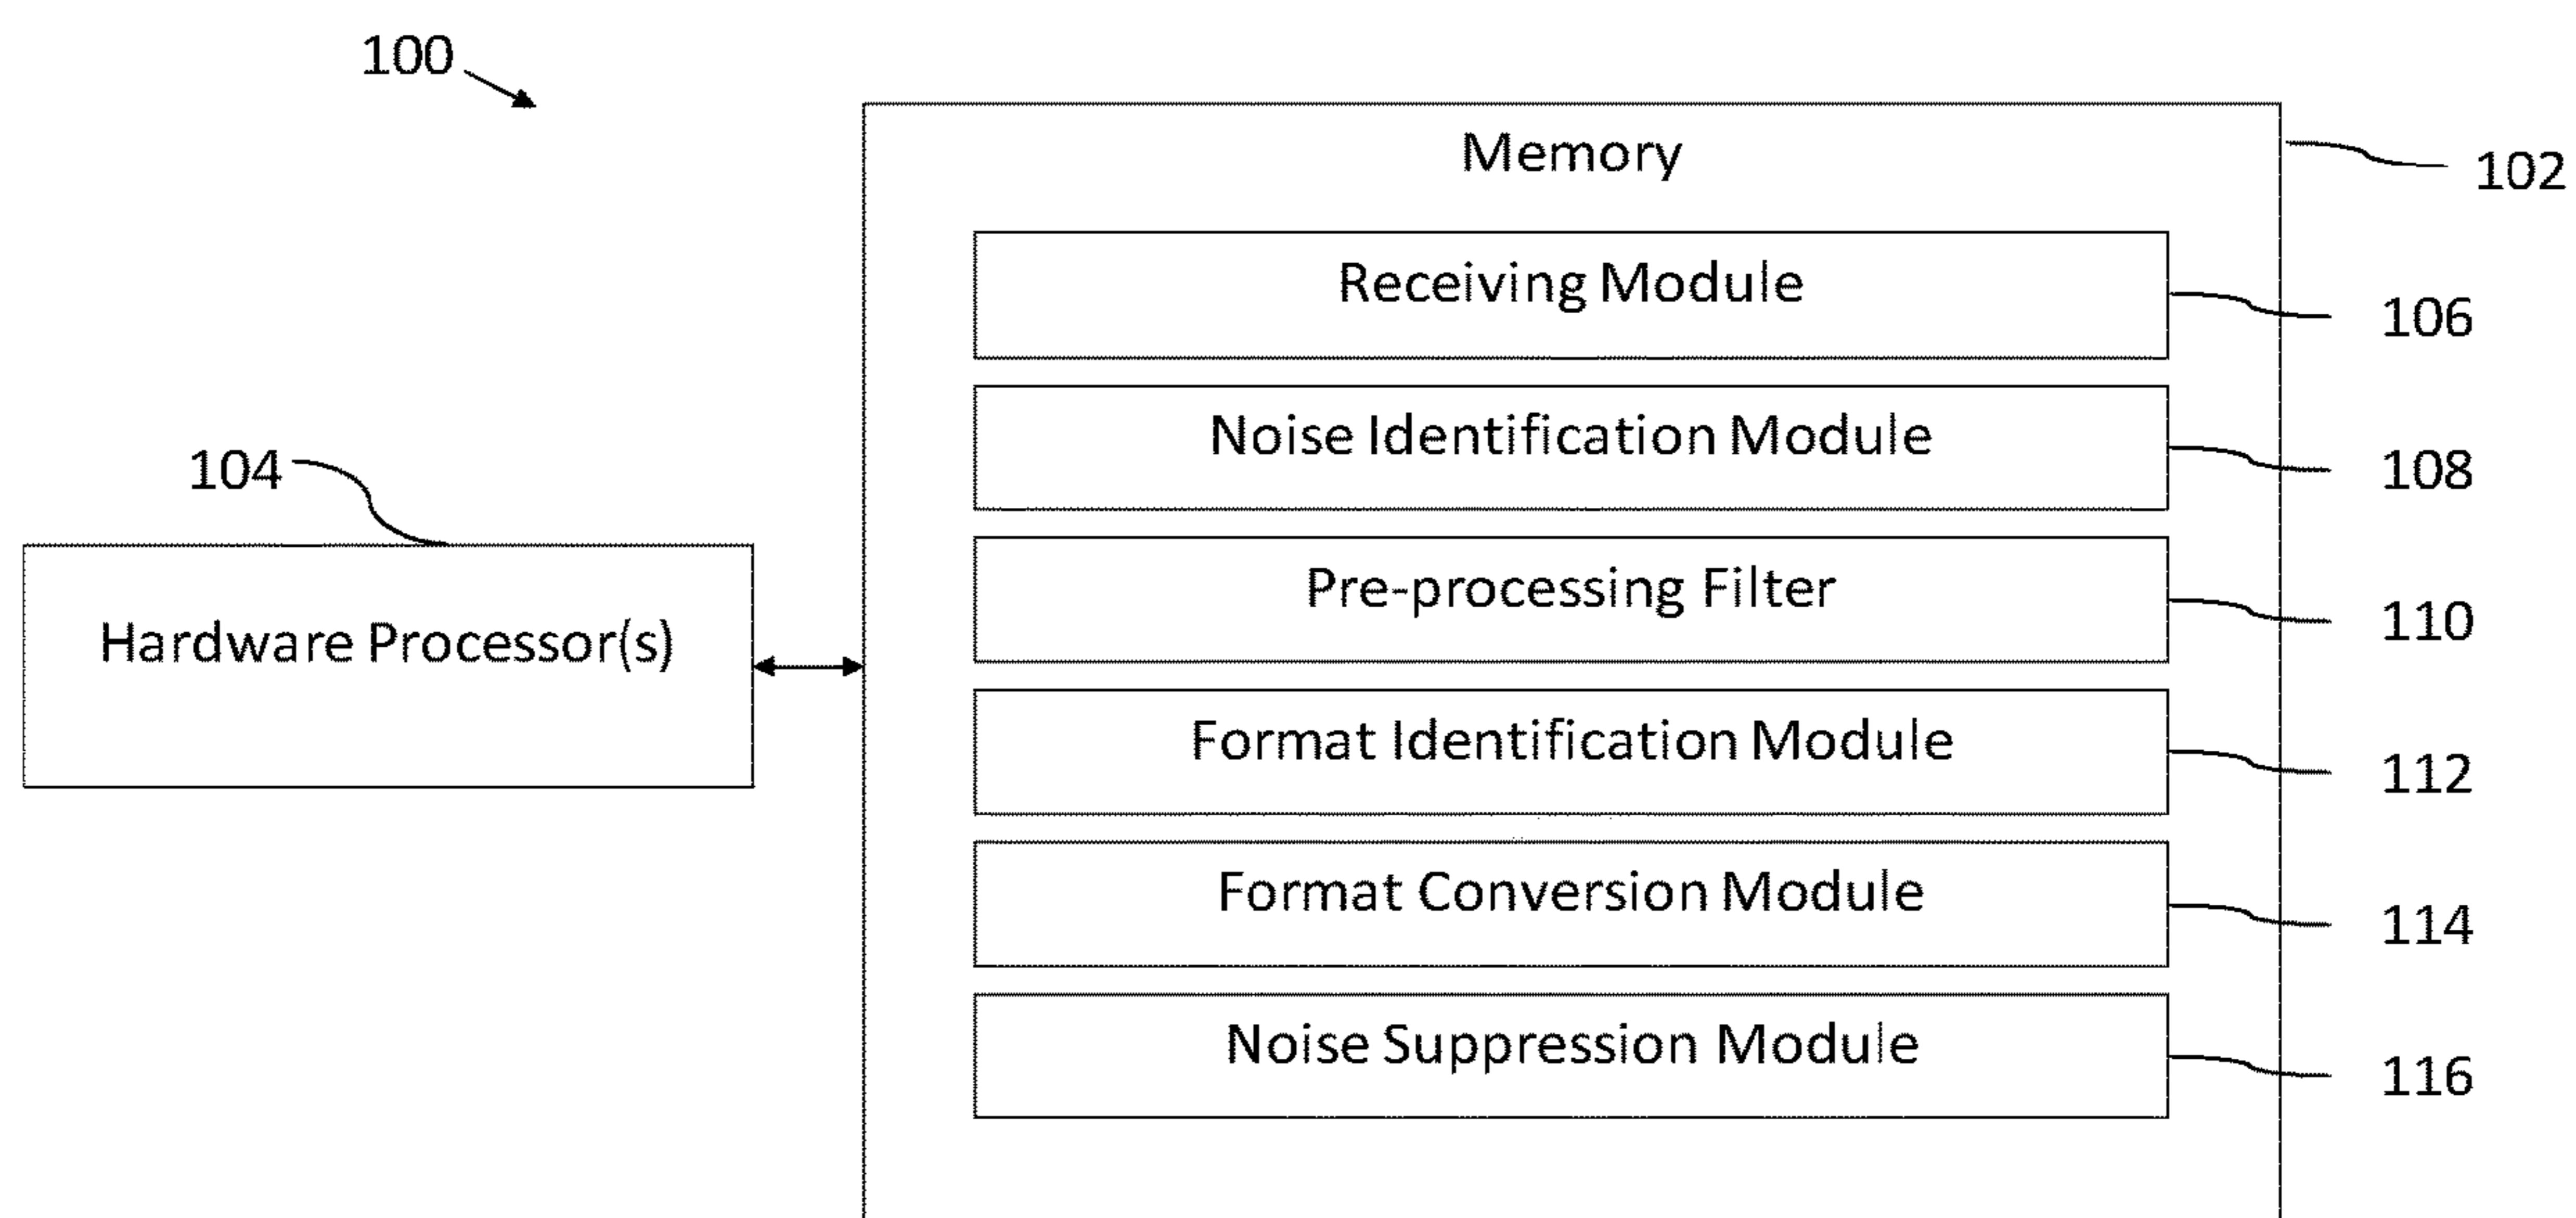 100
Memory
102
Receiving Module
106
Noise Identification Module
108
104
Hardware Processor(s)
Pre-processing Filter
110
Format Identification Module
112
Format Conversion Module
114
Noise Suppression Module
116